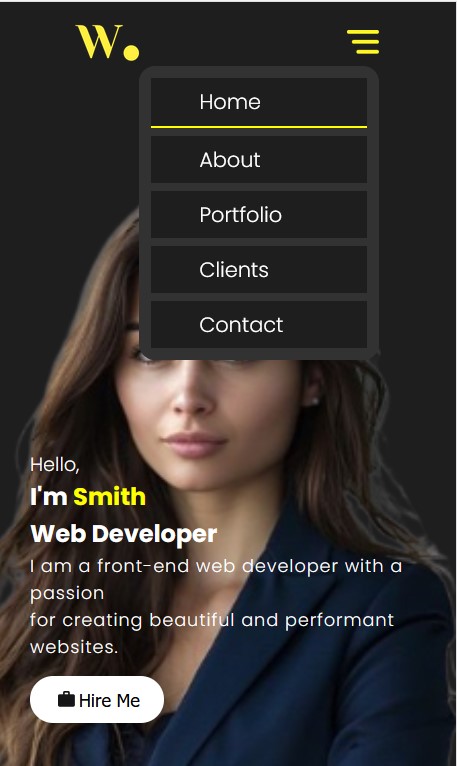 W.
Home
About
Portfolio
Clients
Contact
Hello,
I'm Smith
Web Developer
I am a front-end web developer with a
passion
for creating beautiful and performant
websites.
Hire Me